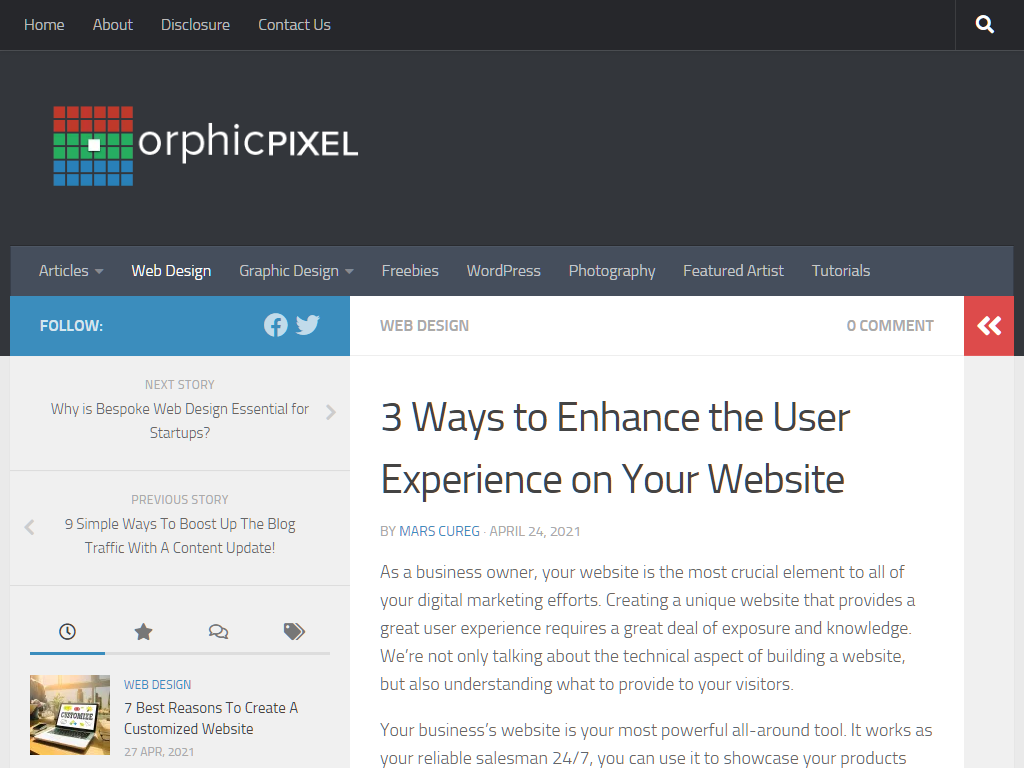 Home About Disclosure Contact Us
orphicPIXEL
Articles Web Design Graphic Design Freebies WordPress Photography Featured Artist Tutorials
FOLLOW:
NEXT STORY
Why is Bespoke Web Design Essential for
Startups?
PREVIOUS STORY
9 Simple Ways To Boost Up The Blog
Traffic With A Content Update!
WEB DESIGN
7 Best Reasons To Create A
Customized Website
27 APR, 2021
CUSTOMIZE
WEB DESIGN 0 COMMENT
3 Ways to Enhance the User
Experience on Your Website
BY MARS CUREG · APRIL 24, 2021
As a business owner, your website is the most crucial element to all of
your digital marketing efforts. Creating a unique website that provides a
great user experience requires a great deal of exposure and knowledge.
We’re not only talking about the technical aspect of building a website,
but also understanding what to provide to your visitors.
Your business’s website is your most powerful all-around tool. It works as
your reliable salesman 24/7, you can use it to showcase your products